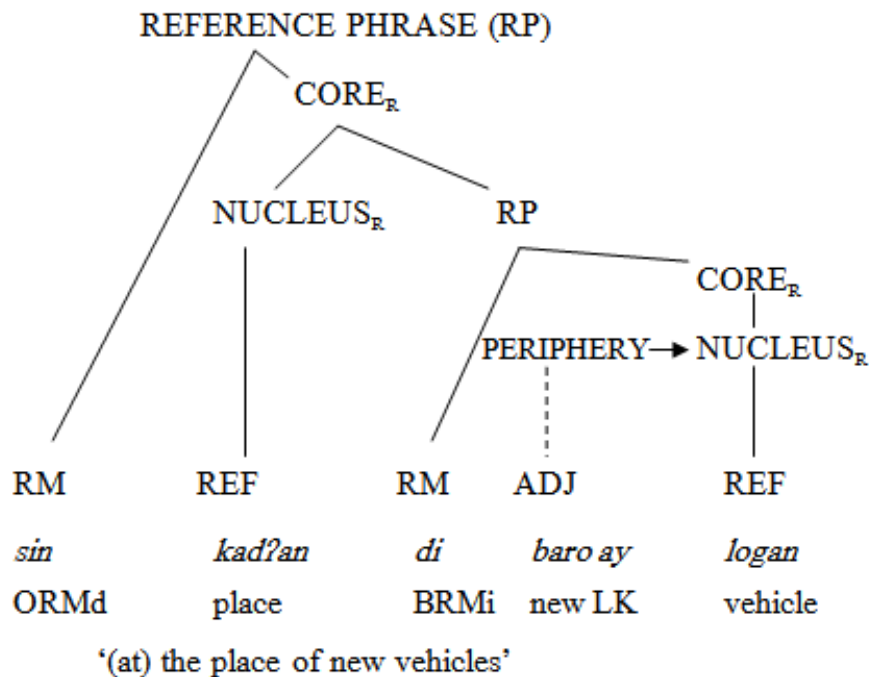 REFERENCE PHRASE (RP)
CORE_R
NUCLEUS_R RP
CORE_R
PERIPHERY NUCLEUS_R
RM REF RM ADJ REF
sin kad?an di baro ay logan
ORMd place BRMi new LK vehicle
‘(at) the place of new vehicles’